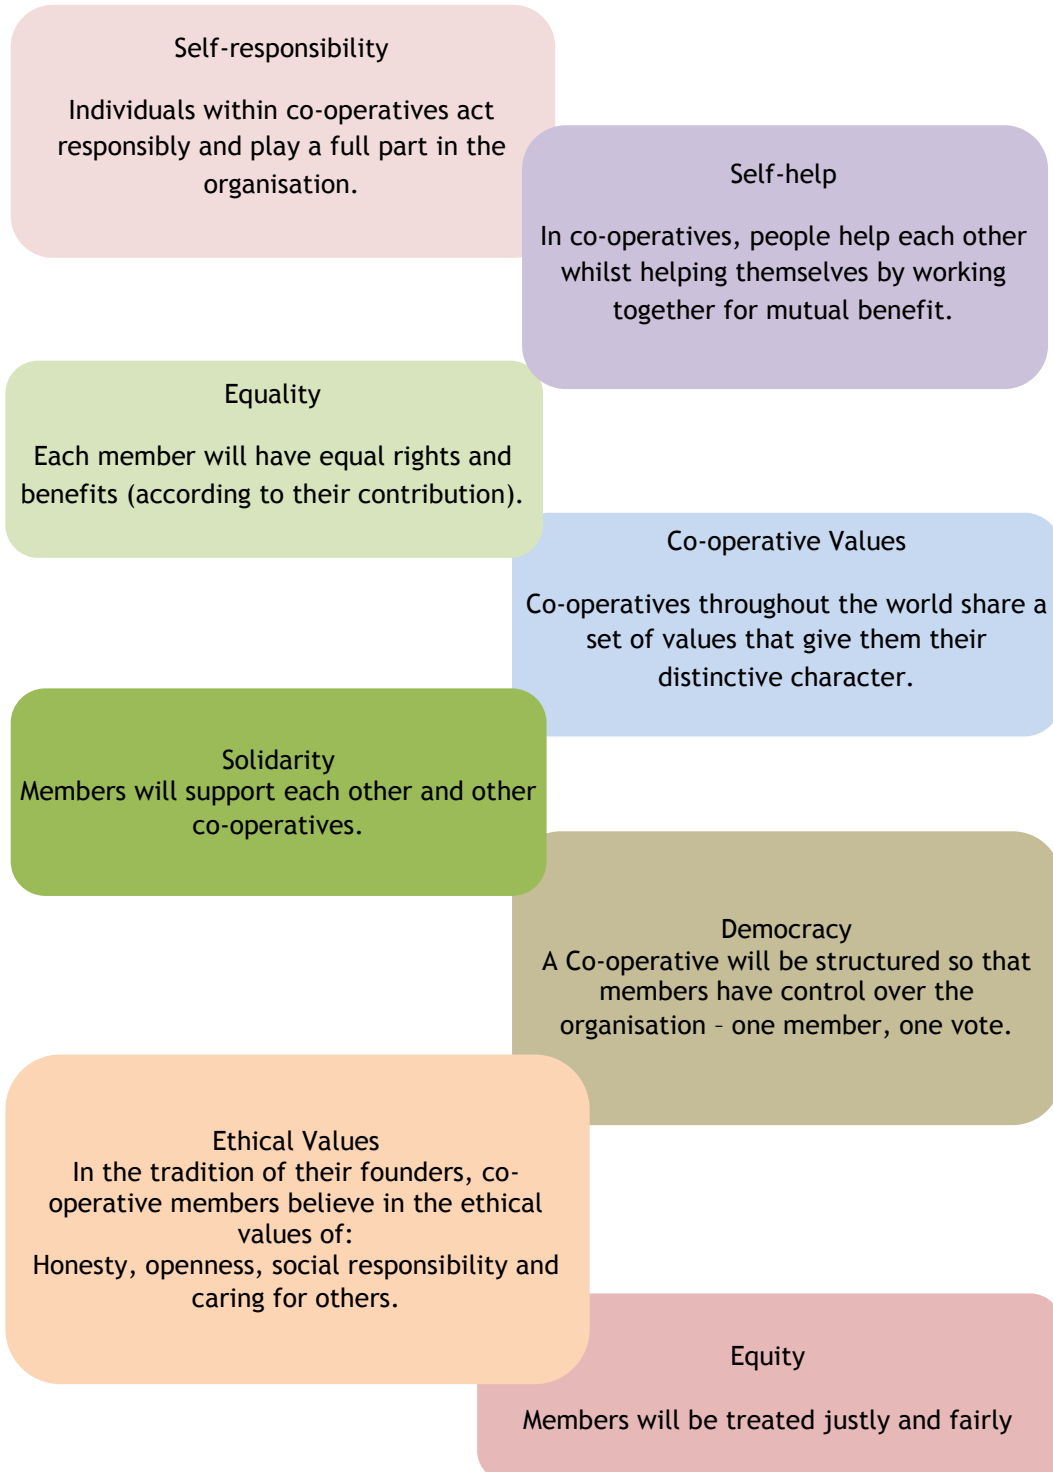 Self-responsibility
Individuals within co-operatives act
responsibly and play a full part in the
organisation.
Self-help
In co-operatives, people help each other
whilst helping themselves by working
together for mutual benefit.
Equality
Each member will have equal rights and
benefits (according to their contribution).
Co-operative Values
Co-operatives throughout the world share a
set of values that give them their
distinctive character.
Solidarity
Members will support each other and other
co-operatives.
Democracy
A Co-operative will be structured so that
members have control over the
organisation – one member, one vote.
Ethical Values
In the tradition of their founders, co-
operative members believe in the ethical
values of:
Honesty, openness, social responsibility and
caring for others.
Equity
Members will be treated justly and fairly